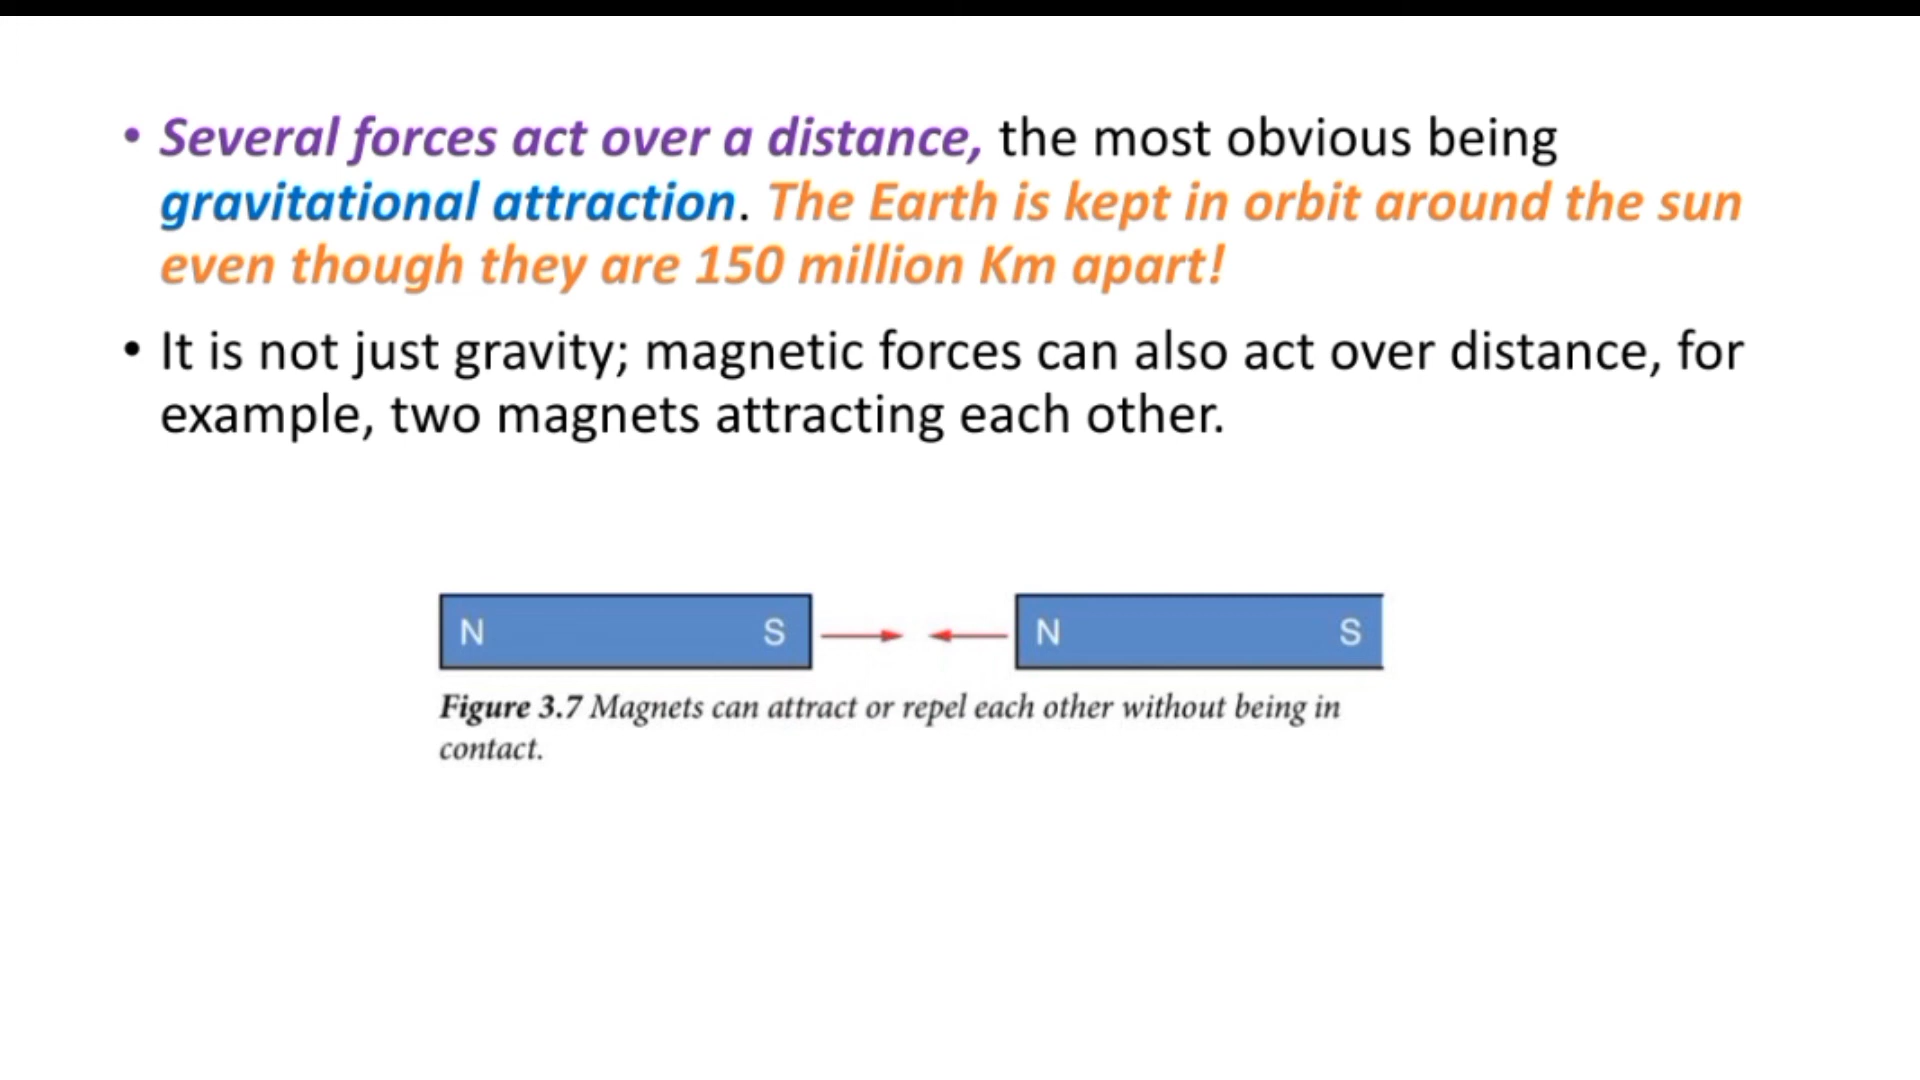 • Several forces act over a distance, the most obvious being
gravitational attraction. The Earth is kept in orbit around the sun
even though they are 150 million Km apart!
• It is not just gravity; magnetic forces can also act over distance, for
example, two magnets attracting each other.
N S N S
Figure 3.7 Magnets can attract or repel each other without being in
contact.